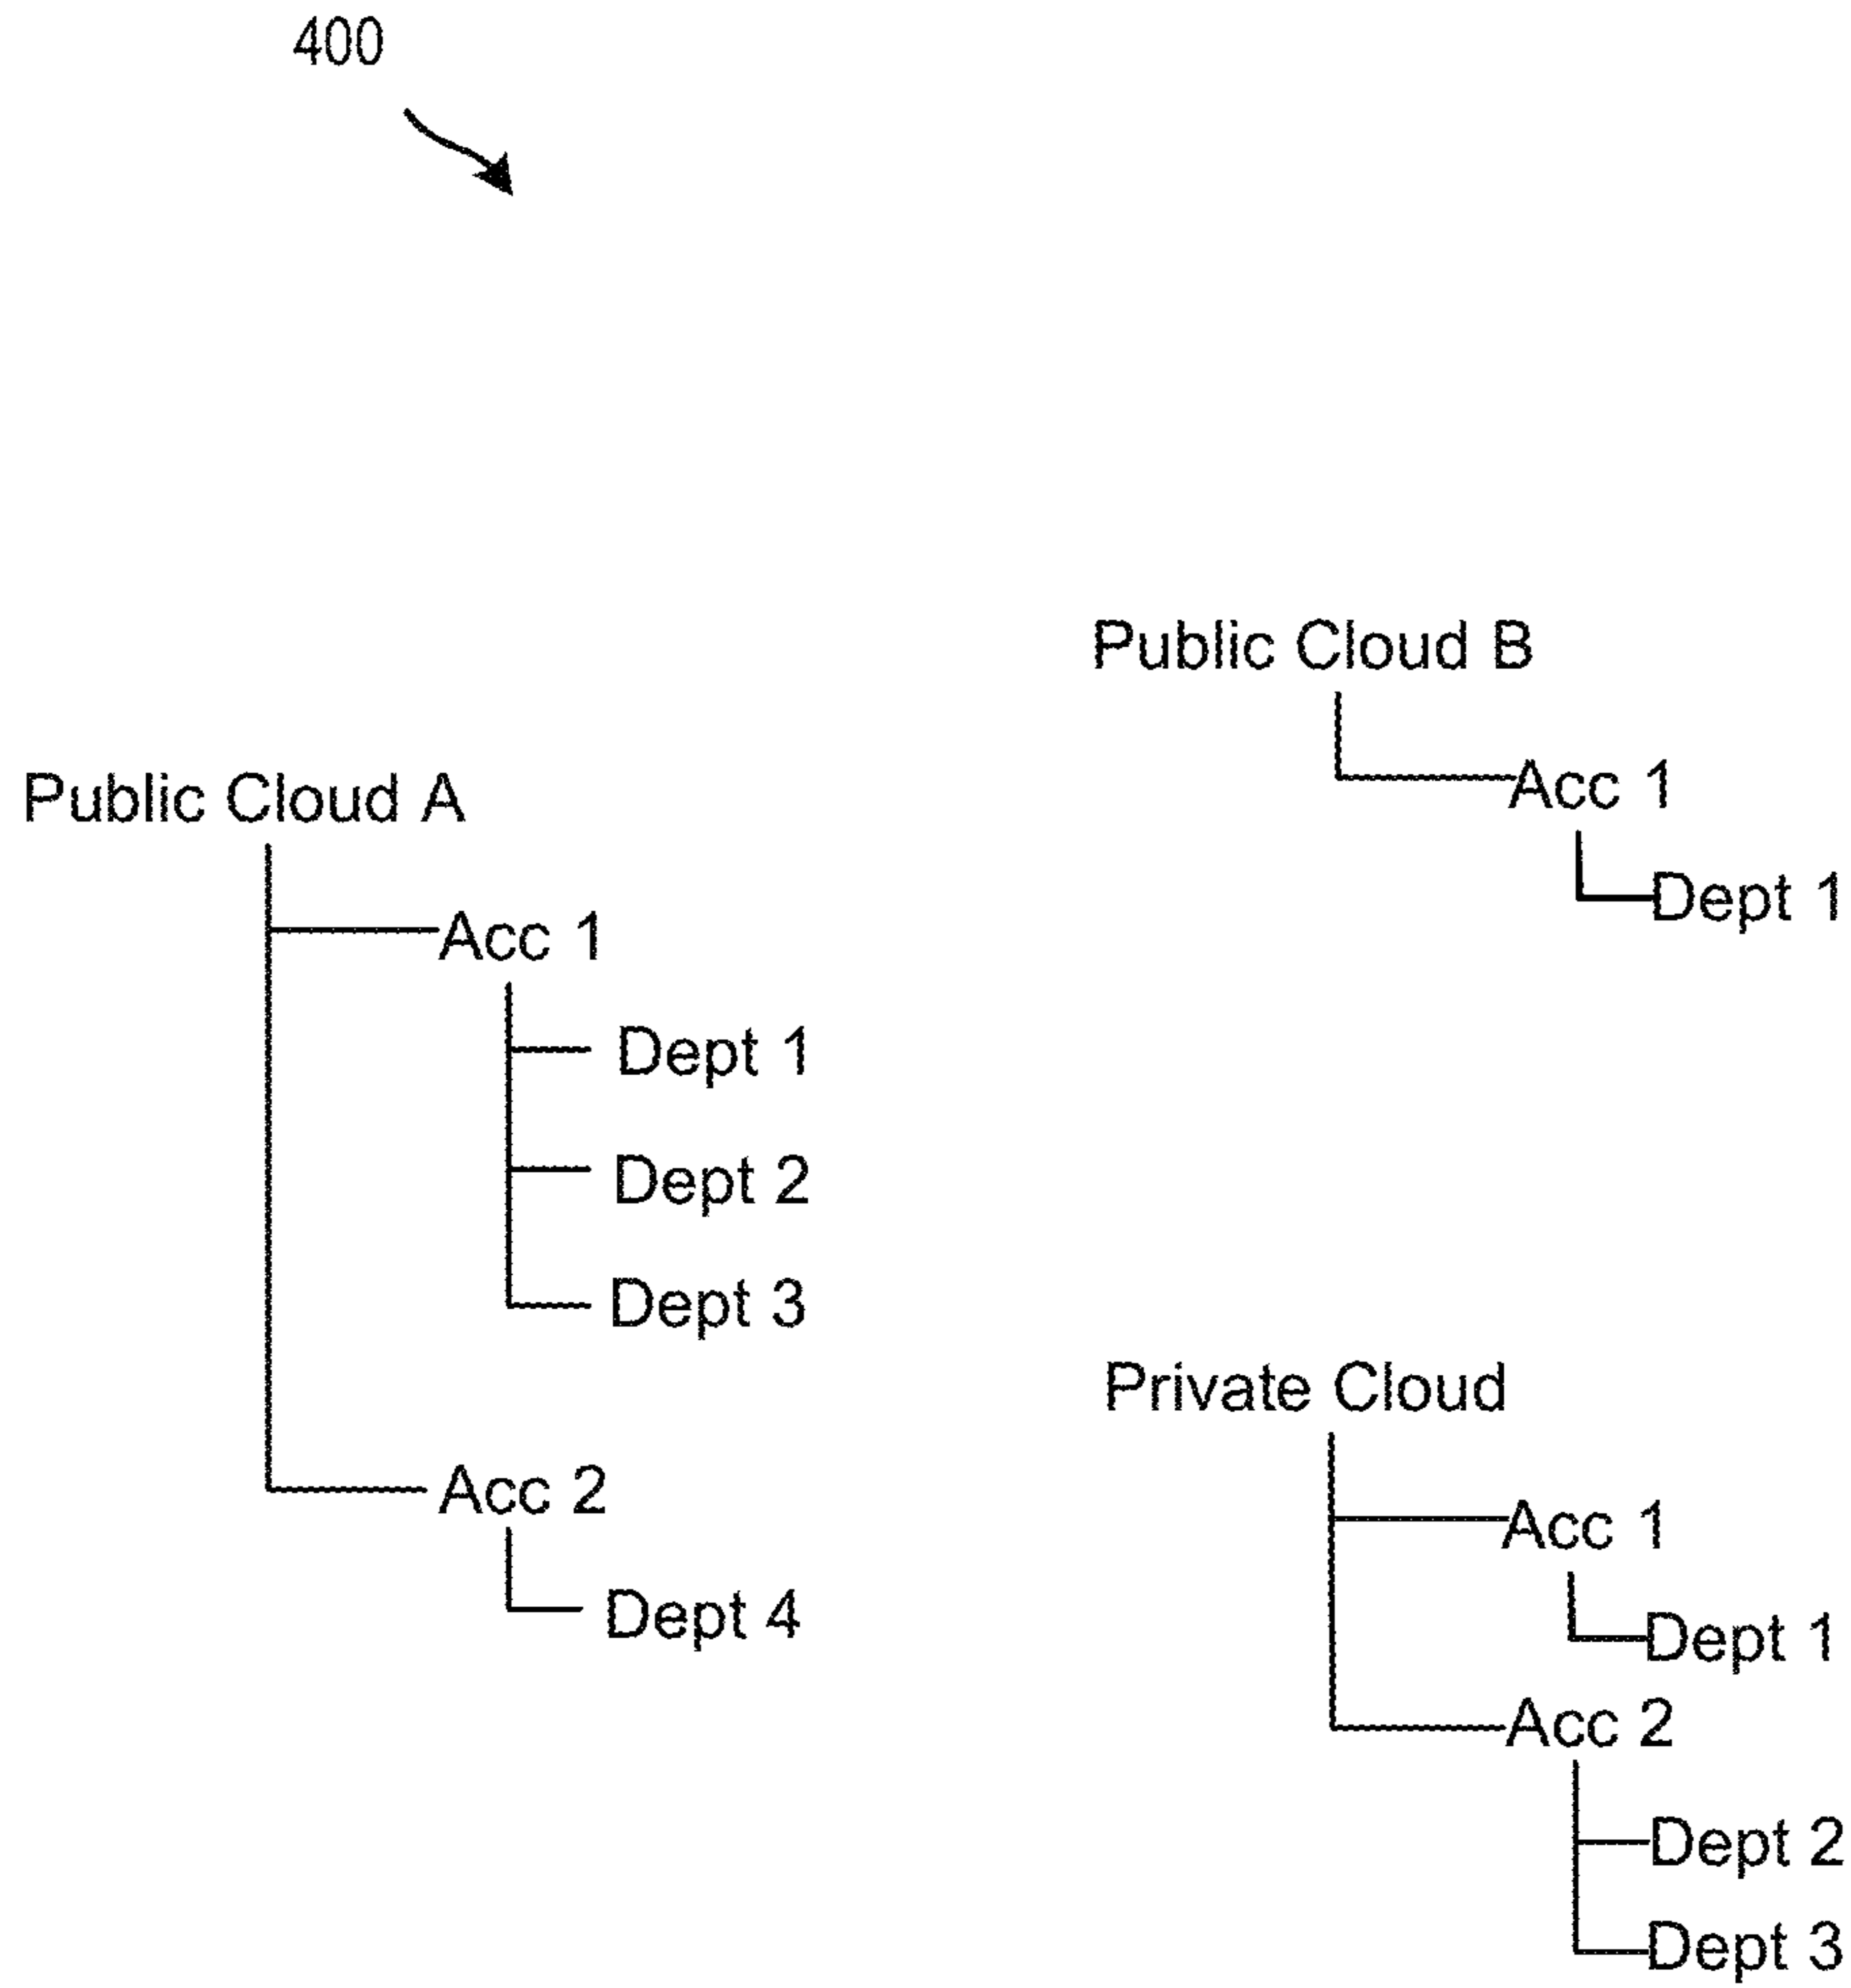 400
Public Cloud A
Acc 1
Dept 1
Dept 2
Dept 3
Acc 2
Dept 4
Public Cloud B
Acc 1
Dept 1
Private Cloud
Acc 1
Dept 1
Acc 2
Dept 2
Dept 3